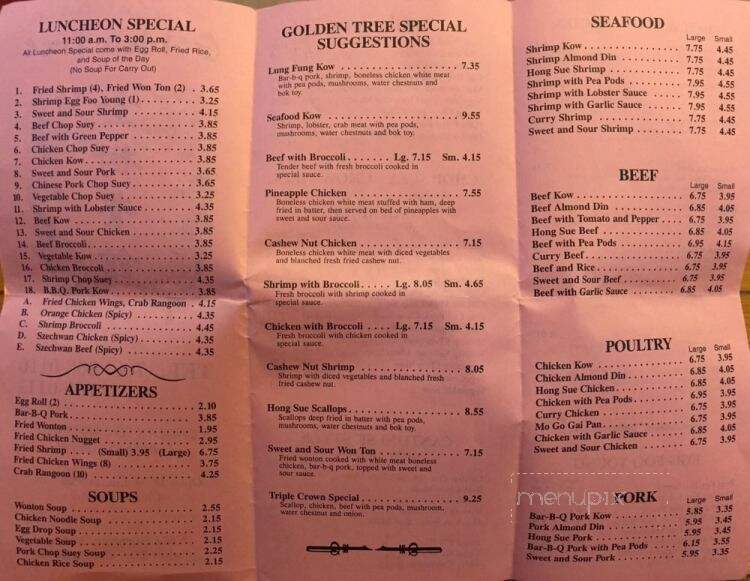 LUNCHEON SPECIAL
11:00 a.m. To 3:00 p.m.
All Luncheon Special come with Egg Roll, Fried Rice,
and Soup of the Day
(No Soup For Carry Out)
1. Fried Shrimp (4), Fried Won Ton (2) . 3.65
2. Shrimp Egg Foo Young (1) . . . . . . . . . 3.25
3. Sweet and Sour Shrimp . . . . . . . . . . . 4.15
4. Beef Chop Suey . . . . . . . . . . . . . . . . 3.85
5. Beef with Green Pepper . . . . . . . . . . . 3.85
6. Chicken Chop Suey . . . . . . . . . . . . . 3.85
7. Chicken Kow . . . . . . . . . . . . . . . . . . 3.85
8. Sweet and Sour Pork . . . . . . . . . . . . . 3.65
9. Chinese Pork Chop Suey . . . . . . . . . . 3.65
10. Vegetable Chop Suey . . . . . . . . . . . . 3.25
11. Shrimp with Lobster Sauce . . . . . . . . 4.35
12. Beef Kow . . . . . . . . . . . . . . . . . . . . 3.85
13. Sweet and Sour Chicken . . . . . . . . . . 3.85
14. Beef Broccoli . . . . . . . . . . . . . . . . . 3.85
15. Vegetable Kow . . . . . . . . . . . . . . . . 3.25
16. Chicken Broccoli . . . . . . . . . . . . . . . 3.85
17. Shrimp Chop Suey . . . . . . . . . . . . . . 4.35
18. B.B.Q. Pork Kow . . . . . . . . . . . . . . . 3.85
A. Fried Chicken Wings, Crab Rangoon . 4.15
B. Orange Chicken (Spicy) . . . . . . . . . . 4.35
C. Shrimp Broccoli . . . . . . . . . . . . . . . 4.45
D. Szechwan Chicken (Spicy) . . . . . . . . . 4.35
E. Szechwan Beef (Spicy) . . . . . . . . . . . 4.35
APPETIZERS
Egg Roll (2) . . . . . . . . . . . . . . . . . . . . 2.10
Bar-B-Q Pork . . . . . . . . . . . . . . . . . . . 3.85
Fried Wonton . . . . . . . . . . . . . . . . . . . 1.95
Fried Chicken Nugget . . . . . . . . . . . . . . 2.95
Fried Shrimp . . . . (Small) 3.95 (Large) 6.75
Fried Chicken Wings (8) . . . . . . . . . . . . 3.75
Crab Rangoon (10) . . . . . . . . . . . . . . . . 4.25
SOUPS
Wonton Soup . . . . . . . . . . . . . . . . . . . 2.55
Chicken Noodle Soup . . . . . . . . . . . . . . 2.15
Egg Drop Soup . . . . . . . . . . . . . . . . . . 2.15
Vegetable Soup . . . . . . . . . . . . . . . . . . 2.15
Pork Chop Suey Soup . . . . . . . . . . . . . . 2.25
Chicken Rice Soup . . . . . . . . . . . . . . . . 2.15
GOLDEN TREE SPECIAL
SUGGESTIONS
Lung Fung Kow . . . . . . . . . . . . . . . . . . 7.35
Bar-b-q pork, shrimp, boneless chicken white meat
with pea pods, mushrooms, water chestnuts and
bok toy.
Seafood Kow . . . . . . . . . . . . . . . . . . . . 9.55
Shrimp, lobster, crab meat with pea pods,
mushrooms, water chestnuts and bok toy.
Beef with Broccoli . . . . . . . Lg. 7.15 Sm. 4.15
Tender beef with fresh broccoli cooked in
special sauce.
Pineapple Chicken . . . . . . . . . . . . . . . . 7.55
Boneless chicken white meat stuffed with ham, deep
fried in batter, then served on bed of pineapples with
sweet and sour sauce.
Cashew Nut Chicken . . . . . . . . . . . . . . 7.15
Boneless chicken white meat with diced vegetables
and blanched fresh fried cashew nut.
Shrimp with Broccoli . . . . . Lg. 8.05 Sm. 4.65
Fresh broccoli with shrimp cooked in
special sauce.
Chicken with Broccoli . . . . Lg. 7.15 Sm. 4.15
Fresh broccoli with chicken cooked in
special sauce.
Cashew Nut Shrimp . . . . . . . . . . . . . . . 8.05
Shrimp with diced vegetables and blanched fresh
fried cashew nut.
Hong Sue Scallops . . . . . . . . . . . . . . . . 8.55
Scallops deep fried in batter with pea pods,
mushrooms, water chestnuts and bok toy.
Sweet and Sour Won Ton . . . . . . . . . . . 7.15
Fried wonton cooked with white meat boneless
chicken, bar-b-q pork, topped with sweet and
sour sauce.
Triple Crown Special . . . . . . . . . . . . . . 9.25
Scallop, chicken, beef with pea pods, mushroom,
water chestnut and onion.
SEAFOOD
Large Small
Shrimp Kow . . . . . . . . . . . . . . 7.75 4.45
Shrimp Almond Din . . . . . . . . . 7.75 4.45
Hong Sue Shrimp . . . . . . . . . . . 7.75 4.45
Shrimp with Pea Pods . . . . . . . . 7.95 4.55
Shrimp with Lobster Sauce . . . . 7.95 4.55
Shrimp with Garlic Sauce . . . . . 7.95 4.55
Curry Shrimp . . . . . . . . . . . . . 7.75 4.45
Sweet and Sour Shrimp . . . . . . . 7.75 4.45
BEEF
Large Small
Beef Kow . . . . . . . . . . . . . . . . 6.75 3.95
Beef Almond Din . . . . . . . . . . . 6.85 4.05
Beef with Tomato and Pepper . . . 6.75 3.95
Hong Sue Beef . . . . . . . . . . . . . 6.85 4.05
Beef with Pea Pods . . . . . . . . . . 6.95 4.15
Curry Beef . . . . . . . . . . . . . . . 6.75 3.95
Beef and Rice . . . . . . . . . . . . . 6.75 3.95
Sweet and Sour Beef . . . . . . . . . 6.75 3.95
Beef with Garlic Sauce . . . . . . . 6.85 4.05
POULTRY
Large Small
Chicken Kow . . . . . . . . . . . . . . 6.75 3.95
Chicken Almond Din . . . . . . . . . 6.85 4.05
Hong Sue Chicken . . . . . . . . . . 6.85 4.05
Chicken with Pea Pods . . . . . . . 6.95 3.95
Curry Chicken . . . . . . . . . . . . . 6.75 3.95
Mo Go Gai Pan . . . . . . . . . . . . 6.75 3.95
Chicken with Garlic Sauce . . . . . 6.85 4.05
Sweet and Sour Chicken . . . . . . 6.75 3.95
menupix
PORK
Large Small
Bar-B-Q Pork Kow . . . . . . . . . . 5.85 3.35
Pork Almond Din . . . . . . . . . . . 5.95 3.45
Hong Sue Pork . . . . . . . . . . . . . 5.95 3.45
Bar-B-Q Pork with Pea Pods . . . 6.15 3.55
Sweet and Sour Pork . . . . . . . . . 5.95 3.35